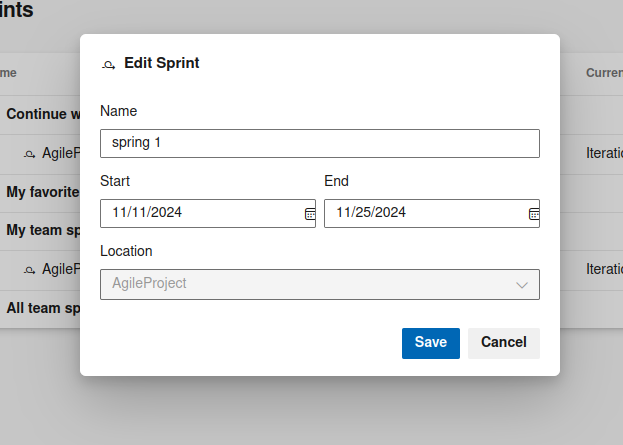 ints
me
Curren
Edit Sprint
Continue w
Name
spring 1
AgileP
Iteratio
Start
End
My favorite
11/11/2024
11/25/2024
My team sp
Location
AgileP
AgileProject
Iteratio
All team sp
Save
Cancel